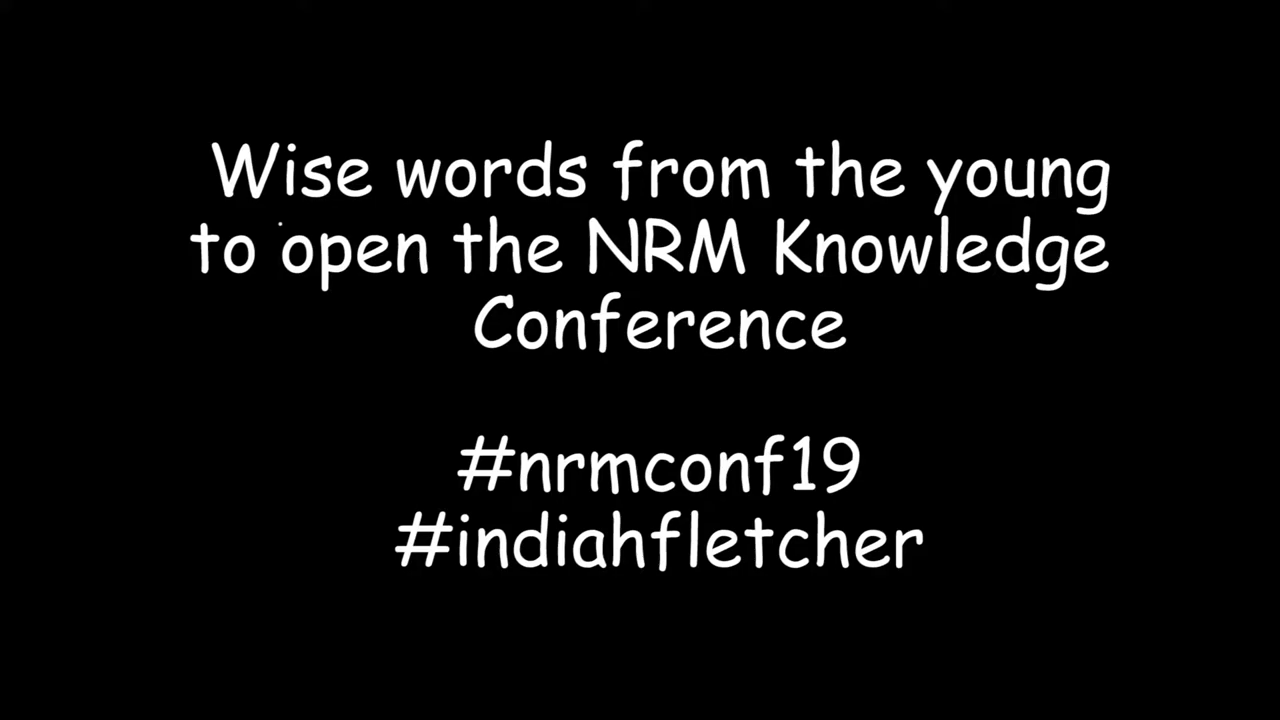 Wise words from the young
to open the NRM Knowledge
Conference
#nrmconf19
#indiahfletcher